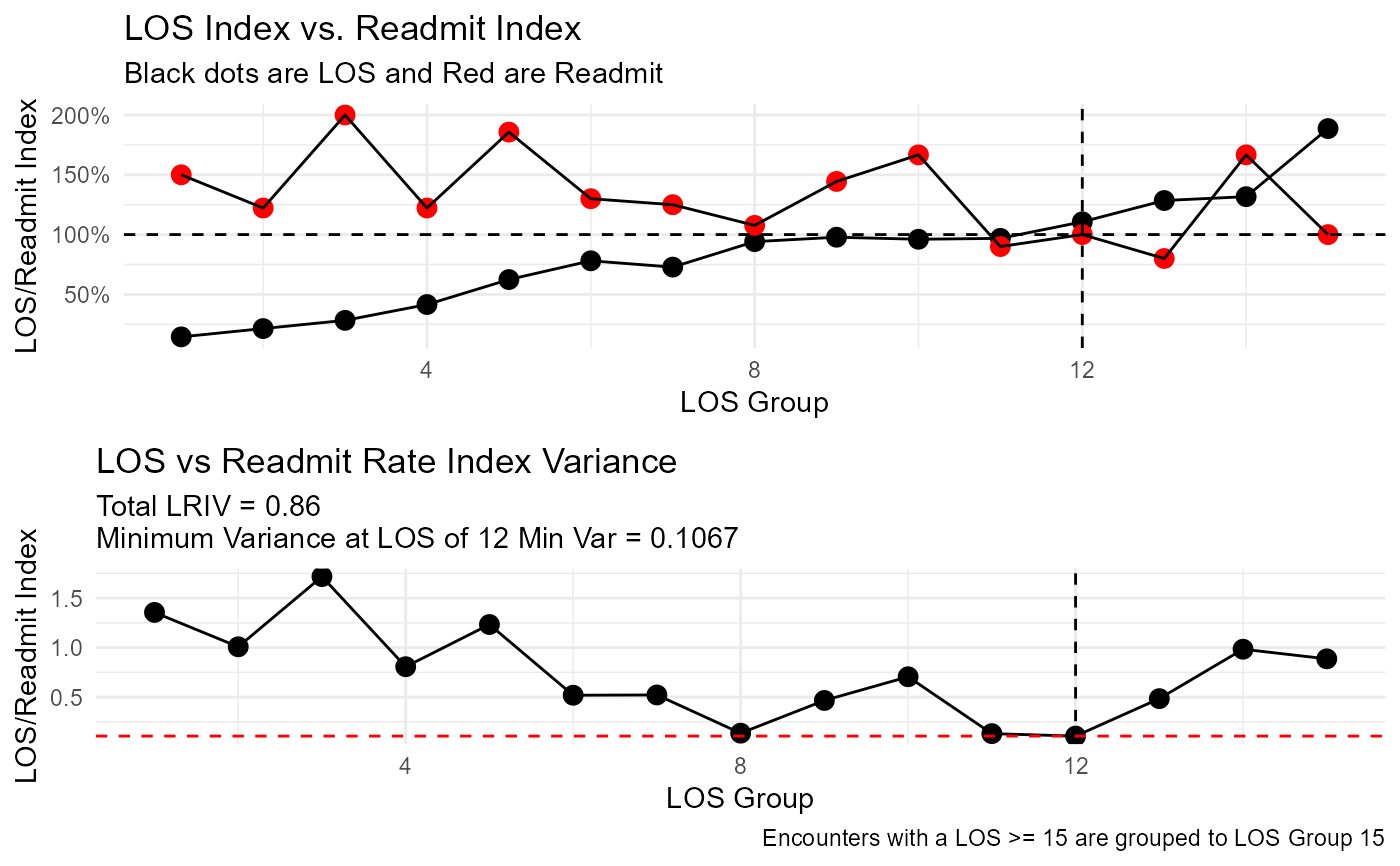 LOS Index vs. Readmit Index
Black dots are LOS and Red are Readmit
LOS/Readmit Index
200%
150%
100%
50%
4 8 12
LOS Group
LOS vs Readmit Rate Index Variance
Total LRIV = 0.86
Minimum Variance at LOS of 12 Min Var = 0.1067
LOS/Readmit Index
1.5
1.0
0.5
4 8 12
LOS Group
Encounters with a LOS >= 15 are grouped to LOS Group 15